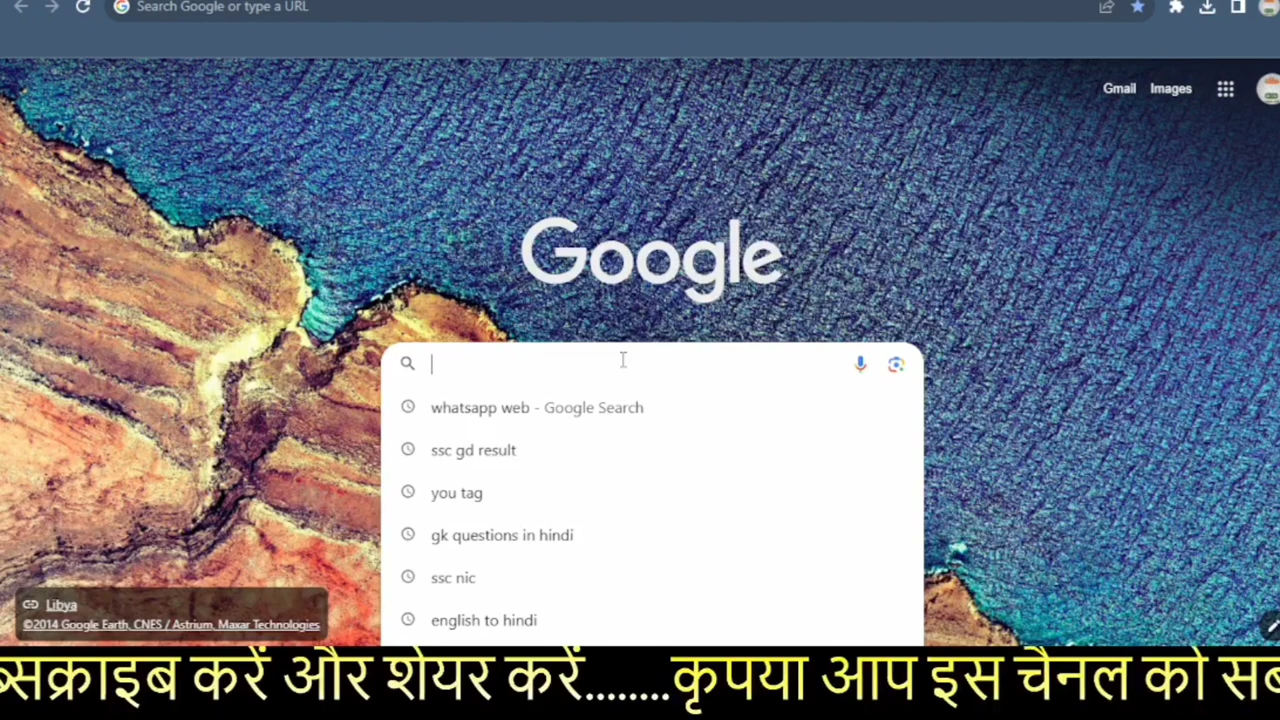 Search Google or type a URL
Gmail Images
Google
whatsapp web - Google Search
ssc gd result
you tag
gk questions in hindi
ssc nic
english to hindi
Libya
©2014 Google Earth, CNES / Astrium, Maxar Technologies
करें और शेयर करें........कृपया आप इस चैनल को